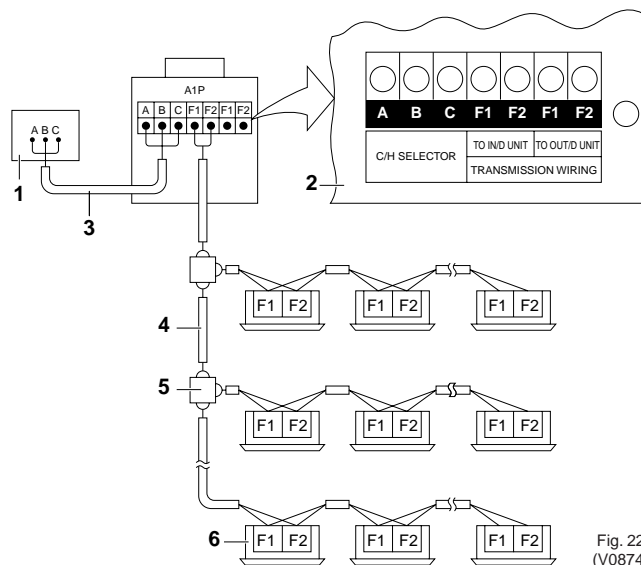 A1P
A B C F1 F2 F1 F2
A B C
1
3
A B C F1 F2 F1 F2
C/H SELECTOR
TO IN/D UNIT TO OUT/D UNIT
TRANSMISSION WIRING
2
F1 F2 F1 F2 F1 F2
4
5
F1 F2 F1 F2 F1 F2
6
F1 F2 F1 F2 F1 F2
Fig. 22
(V0874